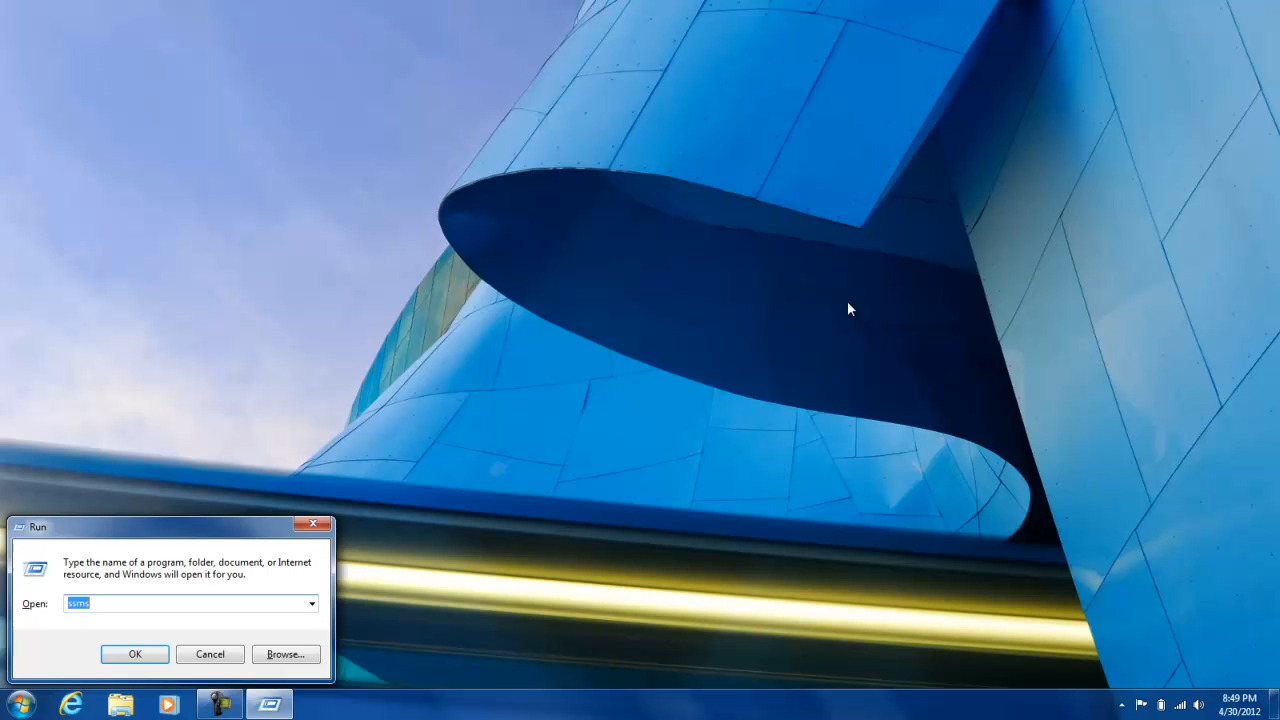 Run
Type the name of a program, folder, document, or Internet
resource, and Windows will open it for you.
Open: ssms
OK Cancel Browse...
8:49 PM
4/30/2012